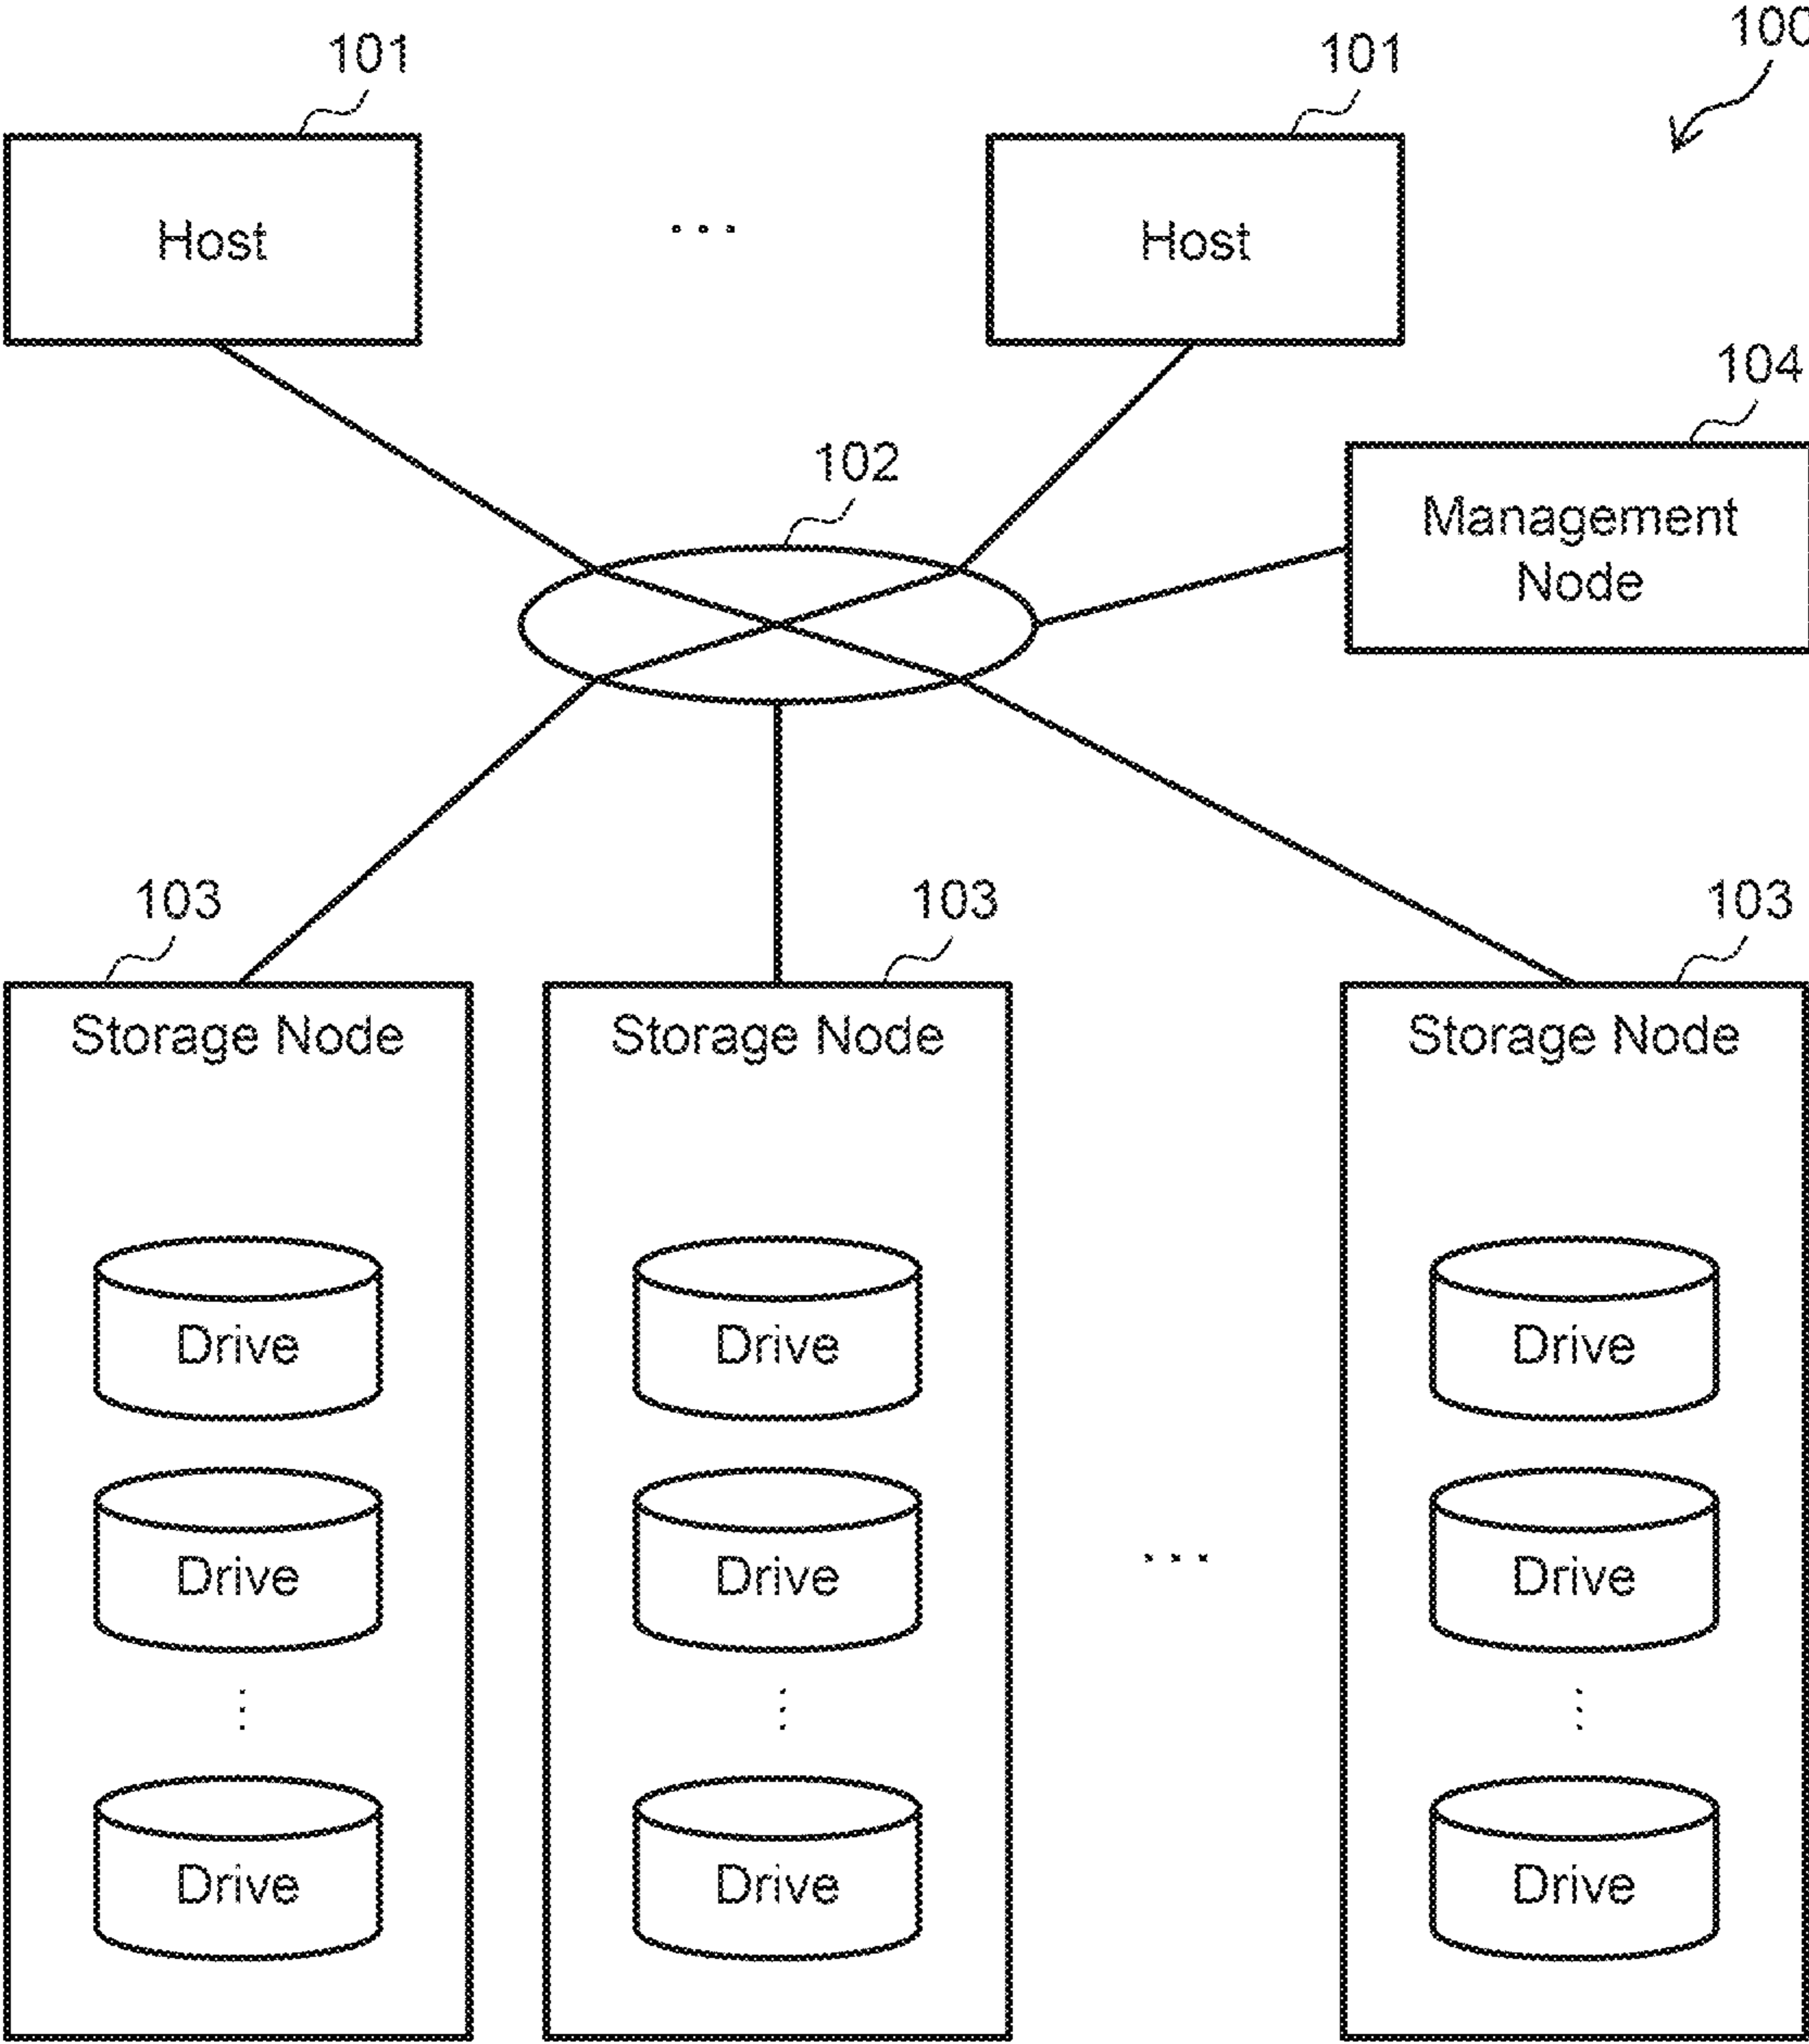 100
101 101
Host ... Host
104
102
Management
Node
103 103 103
Storage Node Storage Node Storage Node
Drive Drive Drive
Drive Drive ... Drive
Drive Drive Drive